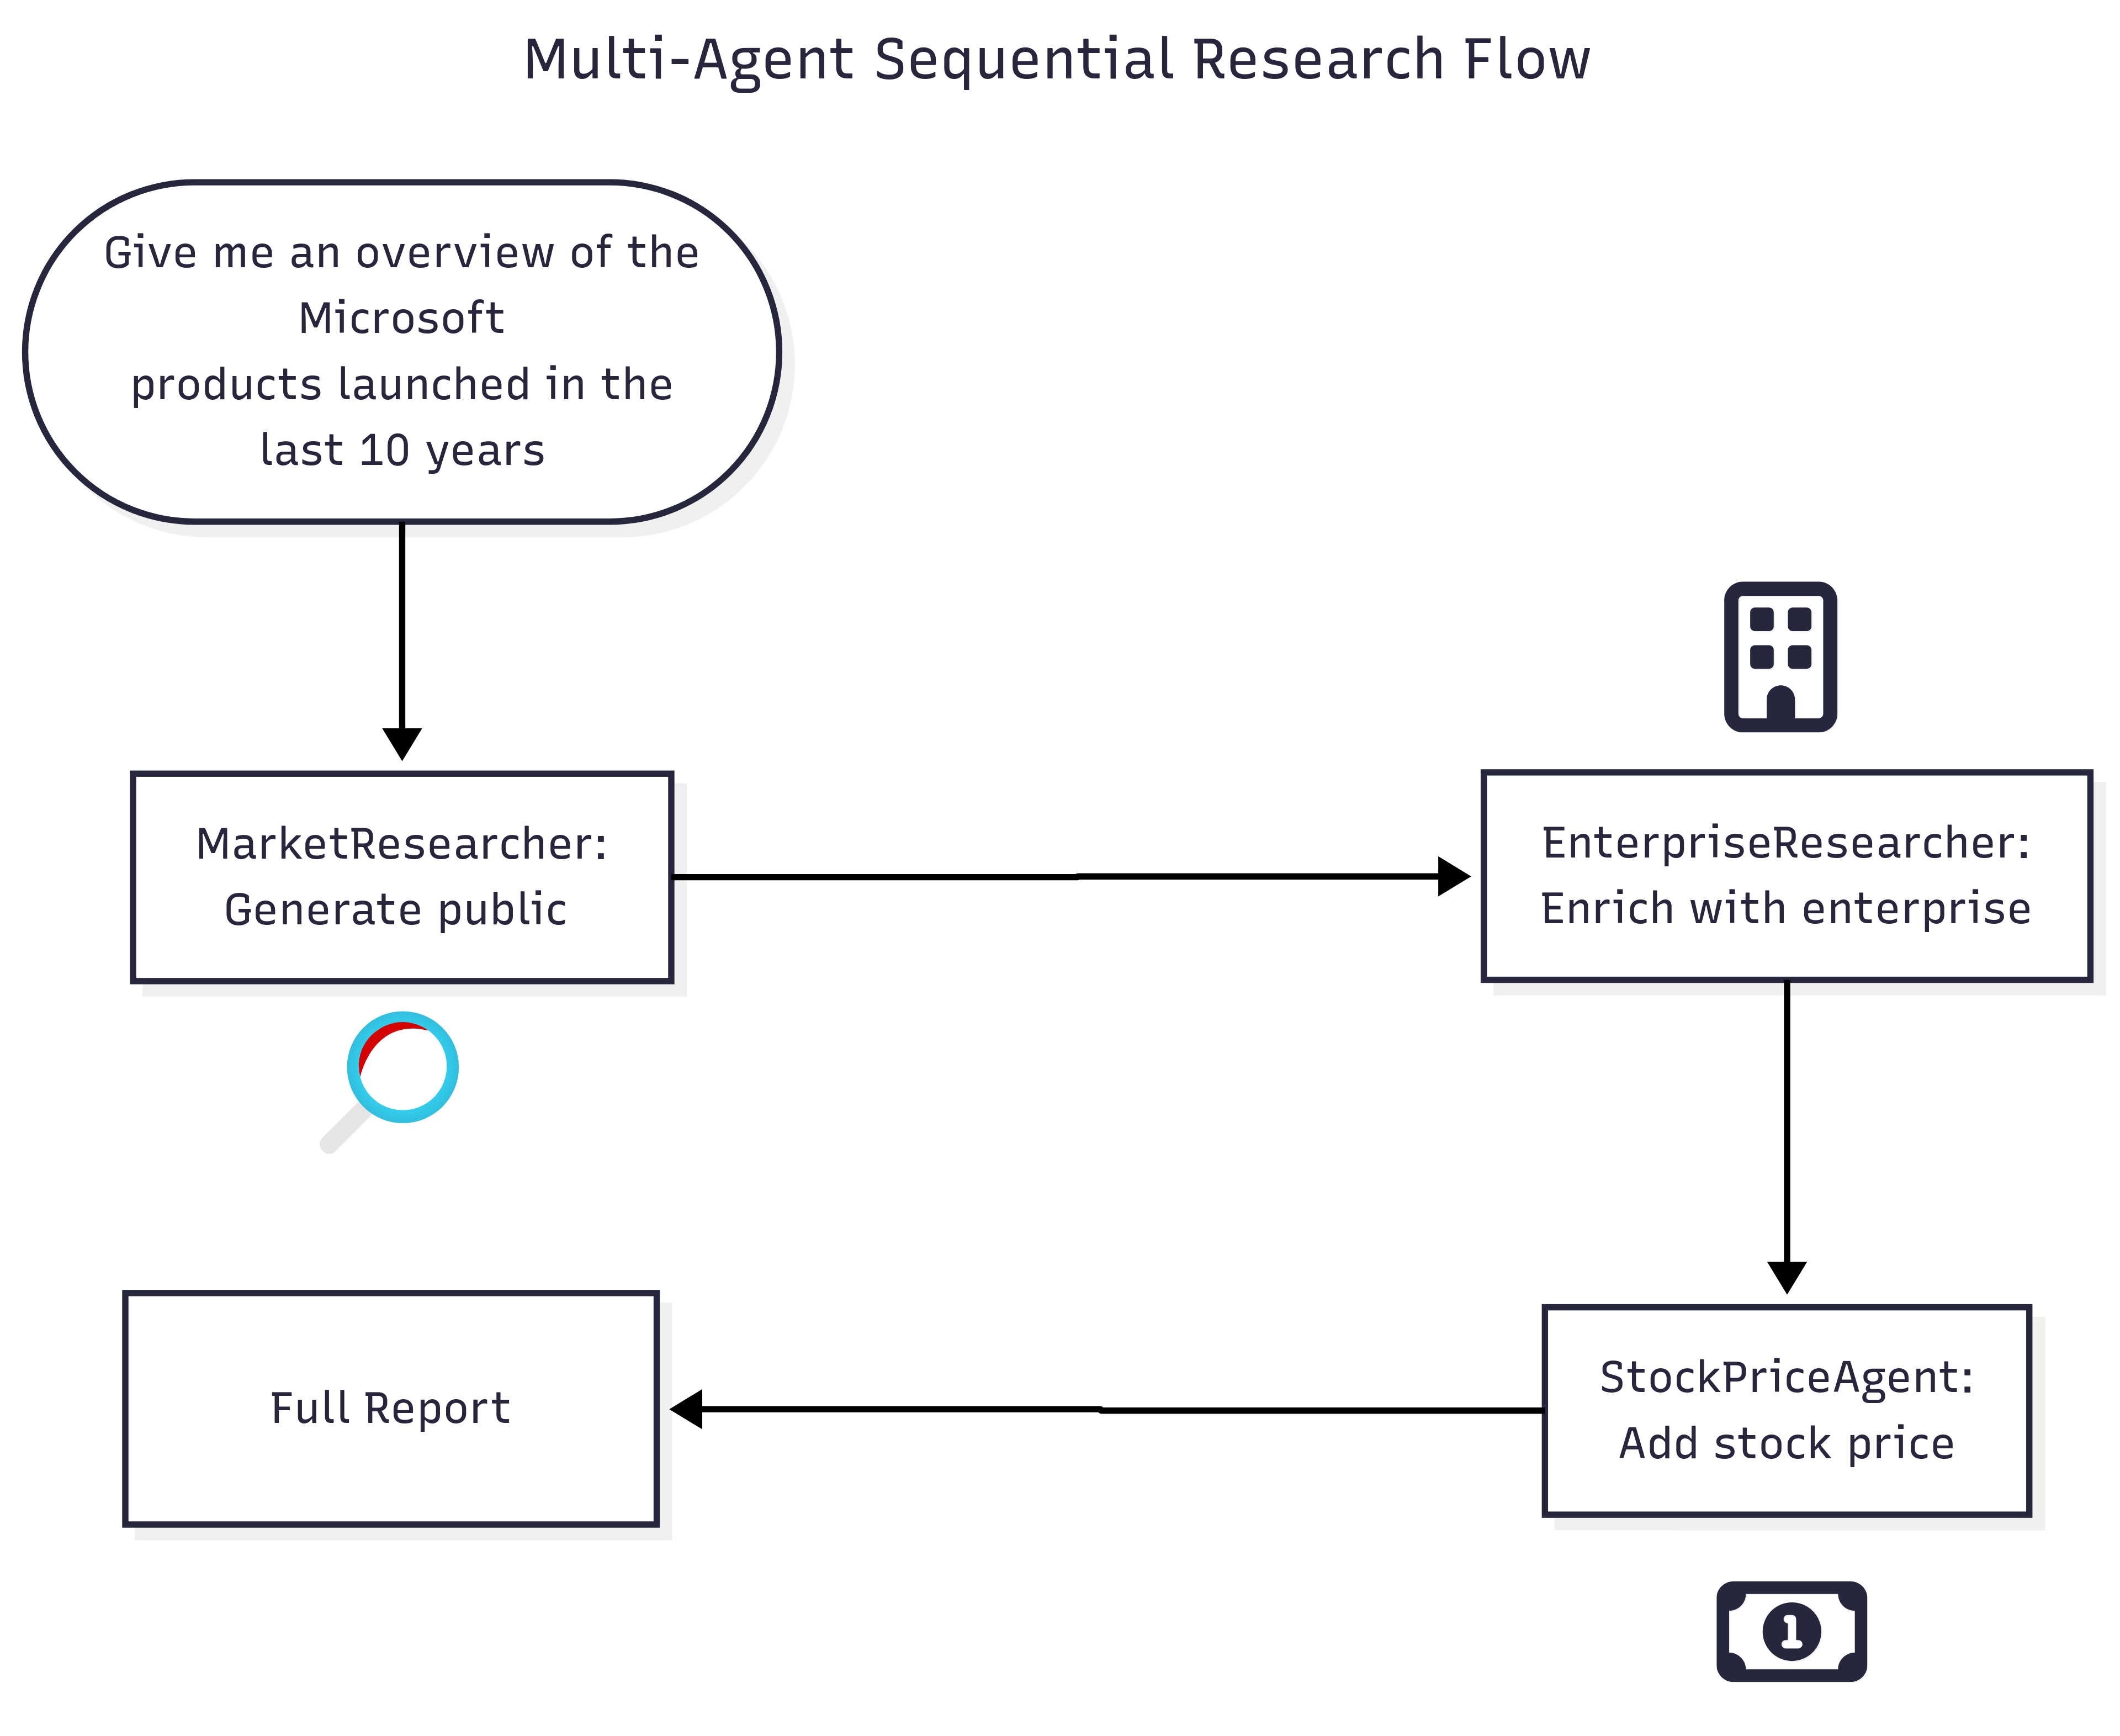 Multi-Agent Sequential Research Flow
Give me an overview of the
Microsoft
products launched in the
last 10 years
MarketResearcher:
Generate public
EnterpriseResearcher:
Enrich with enterprise
StockPriceAgent:
Add stock price
1
Full Report